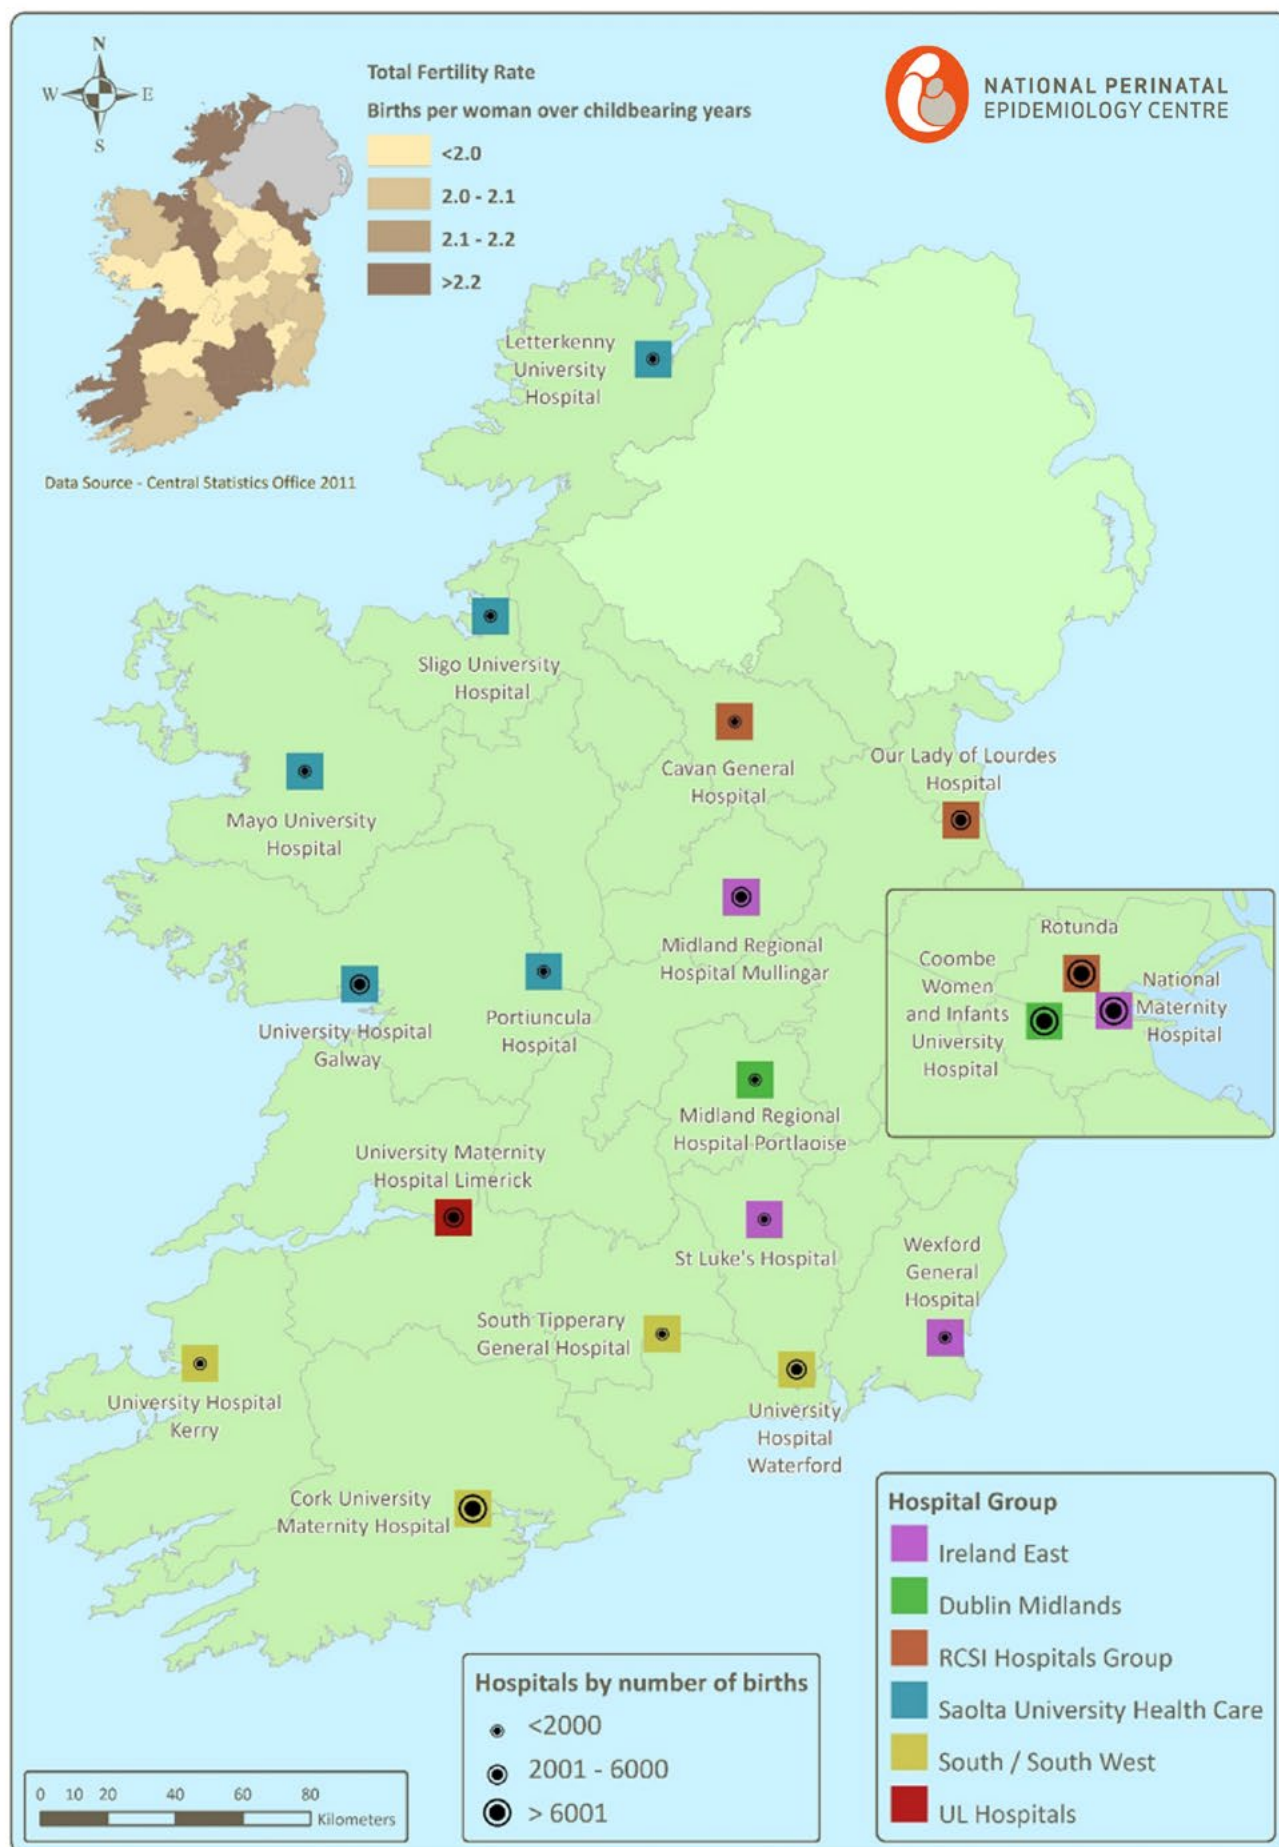 N
W
E
S
Total Fertility Rate
Births per woman over childbearing years
<2.0
2.0 - 2.1
2.1 - 2.2
>2.2
NATIONAL PERINATAL
EPIDEMIOLOGY CENTRE
Data Source - Central Statistics Office 2011
Letterkenny
University
Hospital
Sligo University
Hospital
Cavan General
Hospital
Our Lady of Lourdes
Hospital
Mayo University
Hospital
Midland Regional
Hospital Mullingar
University Hospital
Galway
Portiuncula
Hospital
Rotunda
Coombe
Women
and Infants
University
Hospital
National
Maternity
Hospital
Midland Regional
Hospital Portlaoise
University Maternity
Hospital Limerick
St Luke's Hospital
Wexford
General
Hospital
South Tipperary
General Hospital
University Hospital
Kerry
University
Hospital
Waterford
Cork University
Maternity Hospital
Hospital Group
Ireland East
Dublin Midlands
RCSI Hospitals Group
Saolta University Health Care
South / South West
UL Hospitals
Hospitals by number of births
<2000
2001 - 6000
> 6001
0 10 20 40 60 80
Kilometers